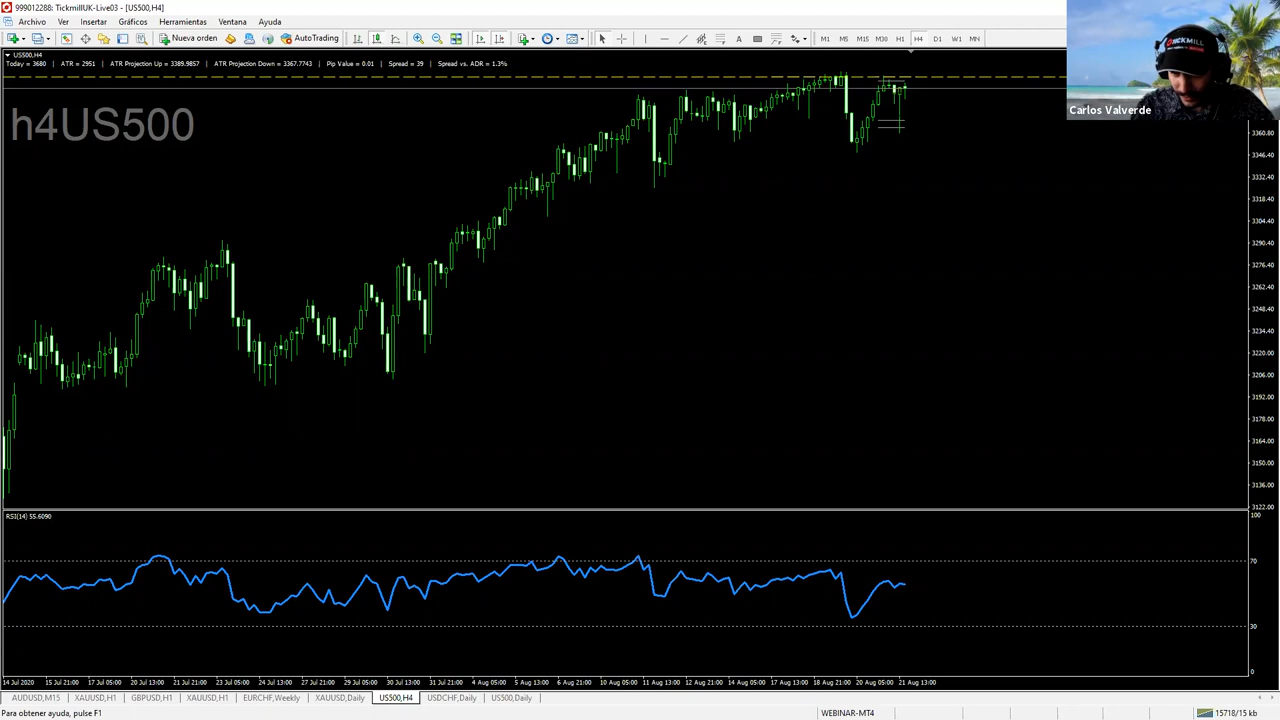 999012288: TickmillUK-Live03 - [US500,H4]
Archivo Ver Insertar Gráficos Herramientas Ventana Ayuda
Nueva orden AutoTrading M1 M5 M15 M30 H1 H4 D1 W1 MN
US500,H4
Today = 3680 | ATR = 2951 | ATR Projection Up = 3389.9857 | ATR Projection Down = 3367.7743 | Pip Value = 0.01 | Spread = 39 | Spread vs. ADR = 1.3%
h4US500
TICKMILL
Carlos Valverde
3360.80
3346.40
3332.40
3318.40
3304.40
3290.40
3276.40
3262.40
3248.40
3234.40
3220.00
3206.00
3192.00
3178.00
3164.00
3150.00
3136.00
3122.00
RSI(14) 55.6090
100
70
30
0
14 Jul 2020 15 Jul 21:00 17 Jul 05:00 20 Jul 13:00 21 Jul 21:00 23 Jul 05:00 24 Jul 13:00 27 Jul 21:00 29 Jul 05:00 30 Jul 13:00 31 Jul 21:00 4 Aug 05:00 5 Aug 13:00 6 Aug 21:00 10 Aug 05:00 11 Aug 13:00 12 Aug 21:00 14 Aug 05:00 17 Aug 13:00 18 Aug 21:00 20 Aug 05:00 21 Aug 13:00
AUDUSD,M15 XAUUSD,H1 GBPUSD,H1 XAUUSD,H1 EURCHF,Weekly XAUUSD,Daily US500,H4 USDCHF,Daily US500,Daily
Para obtener ayuda, pulse F1 WEBINAR-MT4 15718/15 kb